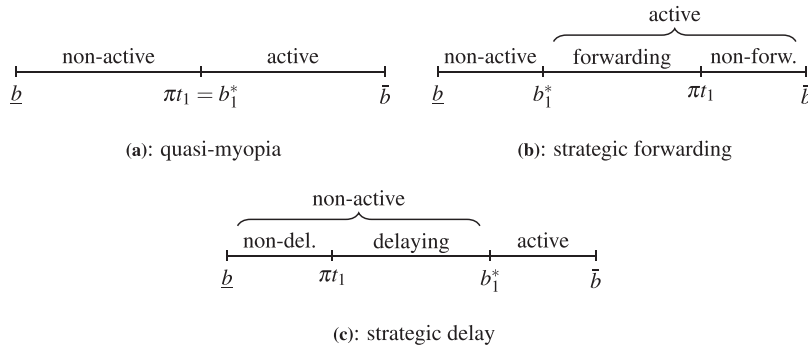 active
non-active active non-active forwarding non-forw.
b πt₁ = b₁* b̄ b b₁* πt₁ b̄
(a): quasi-myopia (b): strategic forwarding
non-active
non-del. delaying active
b πt₁ b₁* b̄
(c): strategic delay